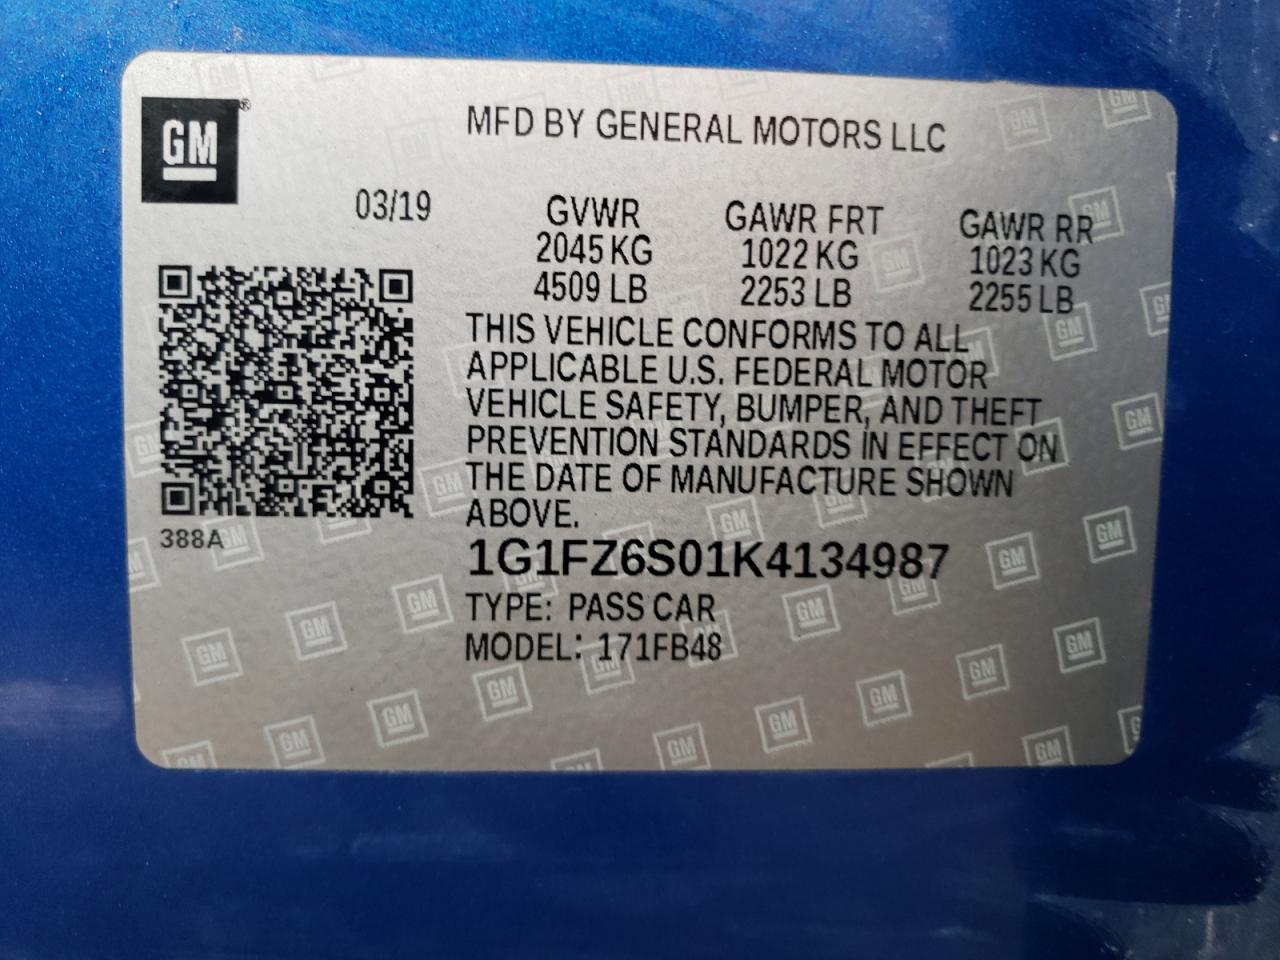 GM®
MFD BY GENERAL MOTORS LLC
03/19
GVWR GAWR FRT GAWR RR
2045 KG 1022 KG 1023 KG
4509 LB 2253 LB 2255 LB
THIS VEHICLE CONFORMS TO ALL
APPLICABLE U.S. FEDERAL MOTOR
VEHICLE SAFETY, BUMPER, AND THEFT
PREVENTION STANDARDS IN EFFECT ON
THE DATE OF MANUFACTURE SHOWN
ABOVE.
388A
1G1FZ6S01K4134987
TYPE: PASS CAR
MODEL: 171FB48